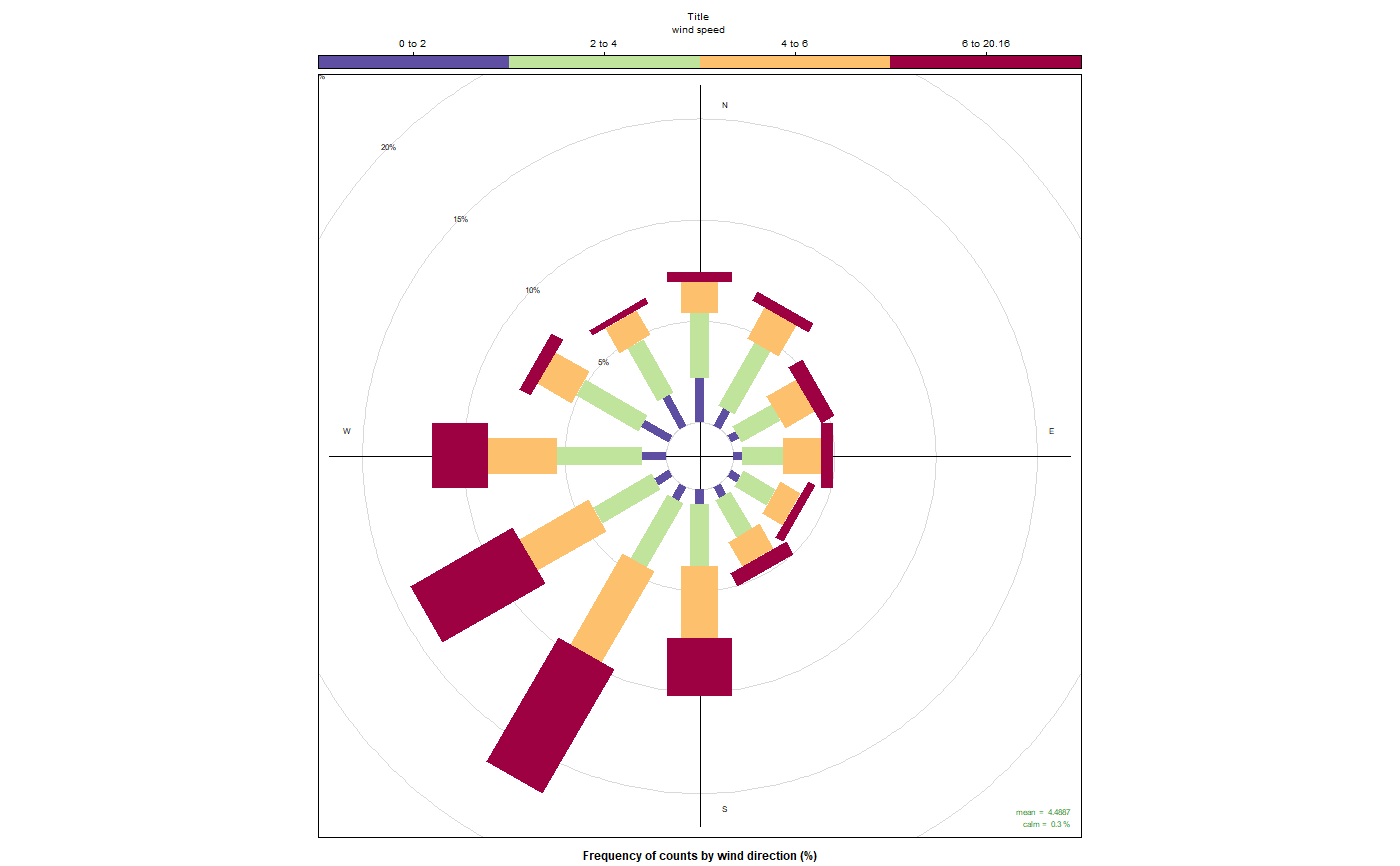 Title
wind speed
0 to 2 2 to 4 4 to 6 6 to 20.16
%
N
20%
15%
10%
5%
W E
S
mean = 4.4887
calm = 0.3 %
Frequency of counts by wind direction (%)